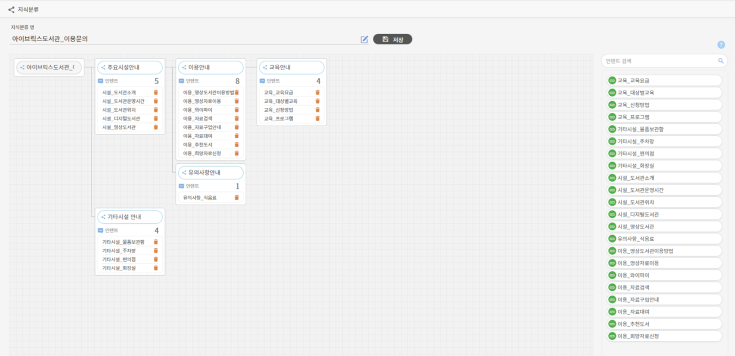 지식분류
지식분류 명
아이브릭스도서관_이용문의
저장
아이브릭스도서관_(
주요시설안내
인텐트 5
시설_도서관소개
시설_도서관운영시간
시설_도서관위치
시설_디지털도서관
시설_영상도서관
이용안내
인텐트 8
이용_영상도서관이용방법
이용_영상자료이용
이용_와이파이
이용_자료검색
이용_자료구입안내
이용_자료대여
이용_추천도서
이용_희망자료신청
교육안내
인텐트 4
교육_교육요금
교육_대상별교육
교육_신청방법
교육_프로그램
유의사항안내
인텐트 1
유의사항_식음료
기타시설 안내
인텐트 4
기타시설_물품보관함
기타시설_주차장
기타시설_편의점
기타시설_화장실
인텐트 검색
교육_교육요금
교육_대상별교육
교육_신청방법
교육_프로그램
기타시설_물품보관함
기타시설_주차장
기타시설_편의점
기타시설_화장실
시설_도서관소개
시설_도서관운영시간
시설_도서관위치
시설_디지털도서관
시설_영상도서관
유의사항_식음료
이용_영상도서관이용방법
이용_영상자료이용
이용_와이파이
이용_자료검색
이용_자료구입안내
이용_자료대여
이용_추천도서
이용_희망자료신청